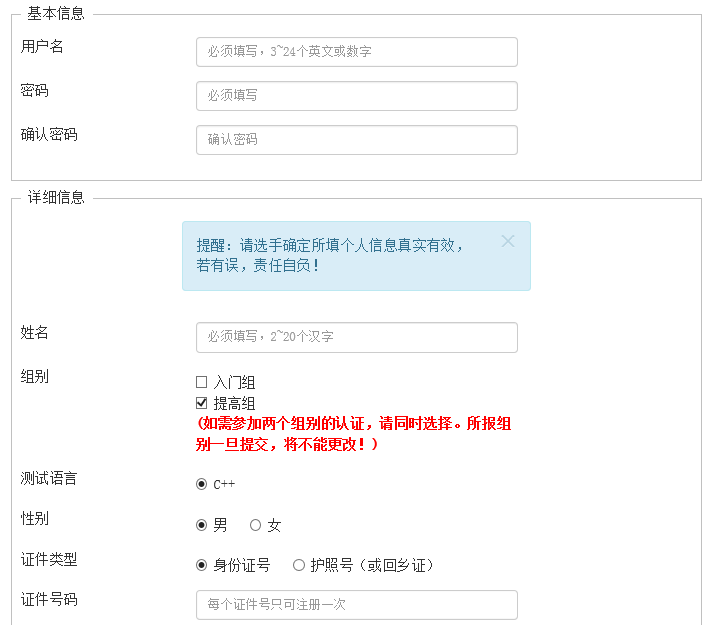 基本信息
用户名
必须填写，3~24个英文或数字
密码
必须填写
确认密码
确认密码
详细信息
提醒：请选手确定所填个人信息真实有效，
若有误，责任自负！
×
姓名
必须填写，2~20个汉字
组别
入门组
提高组
(如需参加两个组别的认证，请同时选择。所报组
别一旦提交，将不能更改！)
测试语言
C++
性别
男 女
证件类型
身份证号 护照号（或回乡证）
证件号码
每个证件号只可注册一次